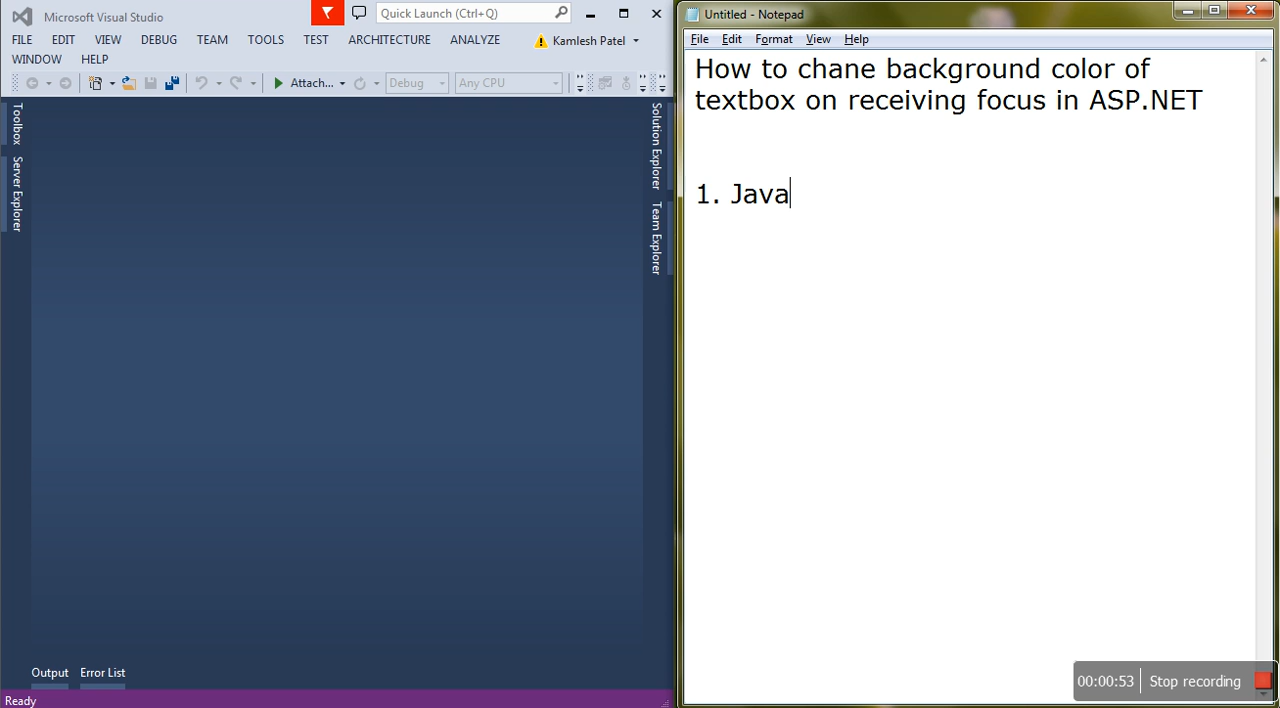 Microsoft Visual Studio
Quick Launch (Ctrl+Q)
FILE EDIT VIEW DEBUG TEAM TOOLS TEST ARCHITECTURE ANALYZE Kamlesh Patel
WINDOW HELP
Attach... Debug Any CPU
Toolbox
Server Explorer
Solution Explorer
Team Explorer
Output Error List
Ready
Untitled - Notepad
File Edit Format View Help
How to chane background color of
textbox on receiving focus in ASP.NET
1. Java
00:00:53 Stop recording